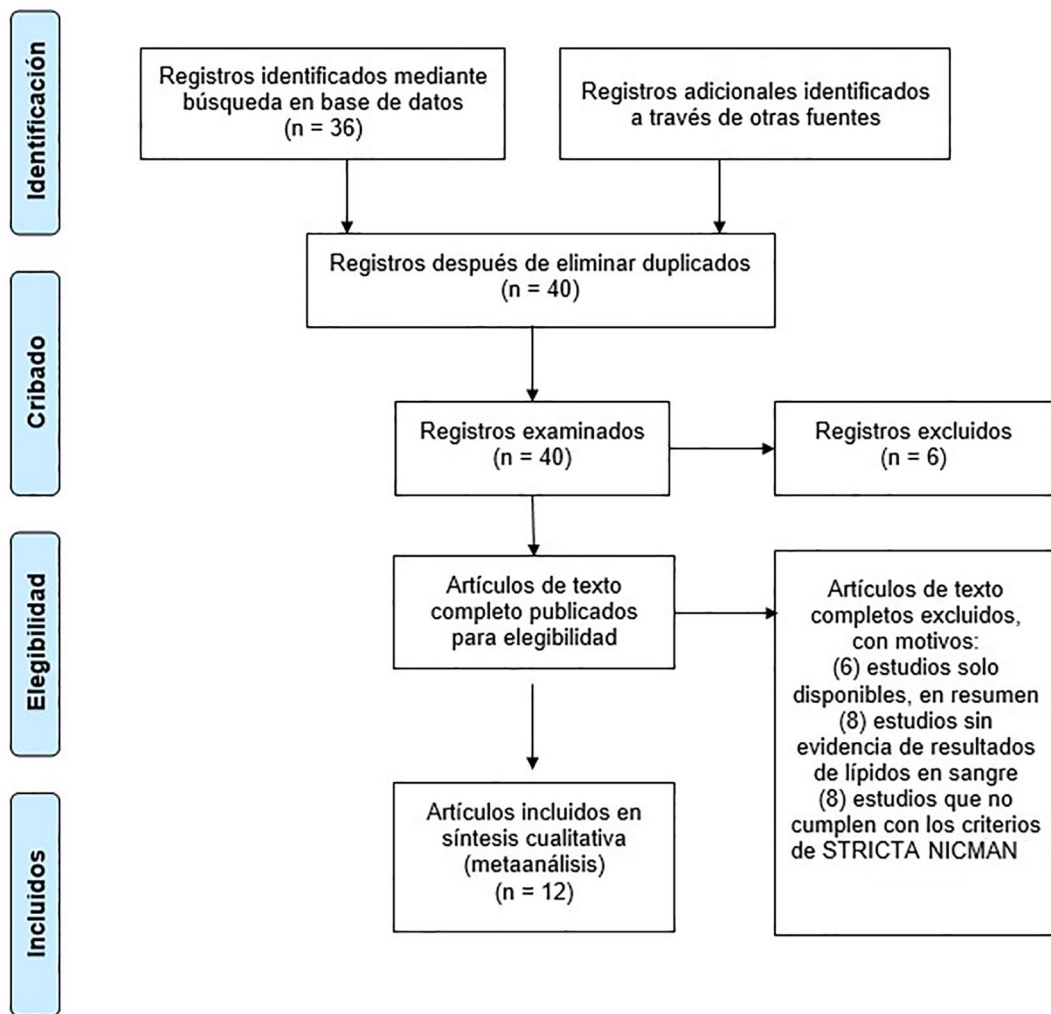 Identificación
Registros identificados mediante
búsqueda en base de datos
(n = 36)
Registros adicionales identificados
a través de otras fuentes
Registros después de eliminar duplicados
(n = 40)
Cribado
Registros examinados
(n = 40)
Registros excluidos
(n = 6)
Elegibilidad
Artículos de texto
completo publicados
para elegibilidad
Artículos de texto
completos excluidos,
con motivos:
(6) estudios solo
disponibles, en resumen
(8) estudios sin
evidencia de resultados
de lípidos en sangre
(8) estudios que no
cumplen con los criterios
de STRICTA NICMAN
Incluidos
Artículos incluidos en
síntesis cualitativa
(metaanálisis)
(n = 12)